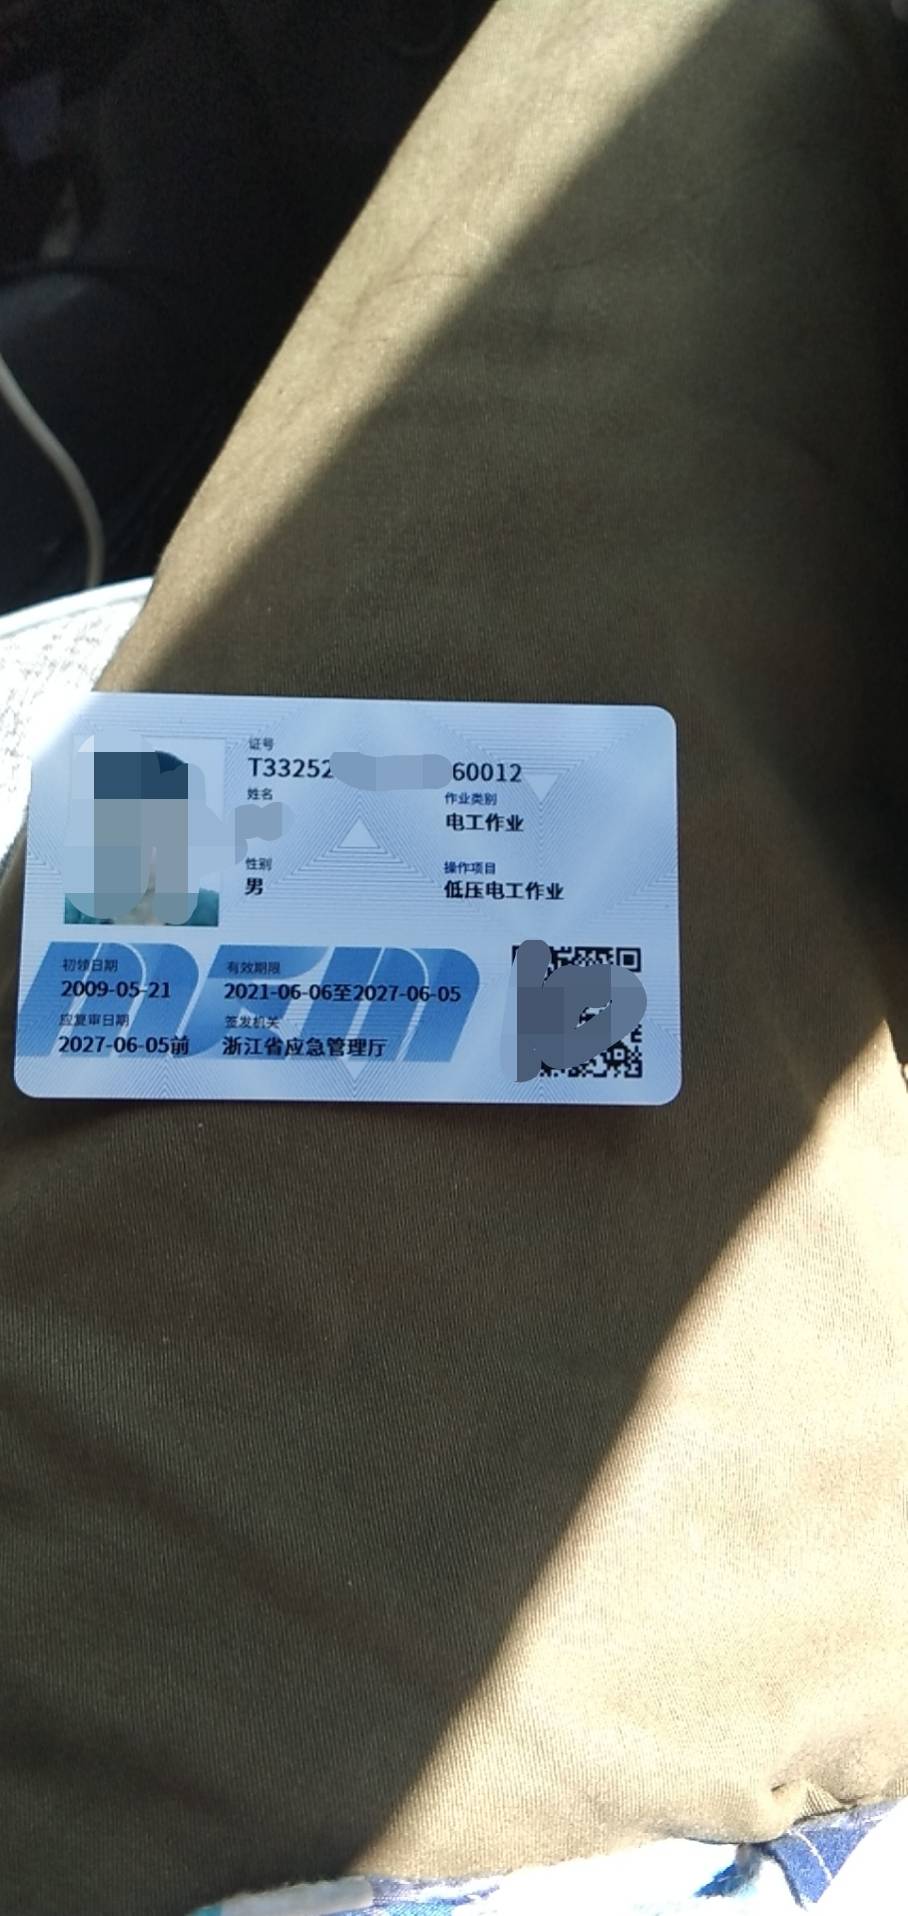 证号
T33252 60012
姓名
作业类别
电工作业
性别
男
操作项目
低压电工作业
初领日期
2009-05-21
有效期限
2021-06-06至2027-06-05
应复审日期
2027-06-05前
签发机关
浙江省应急管理厅